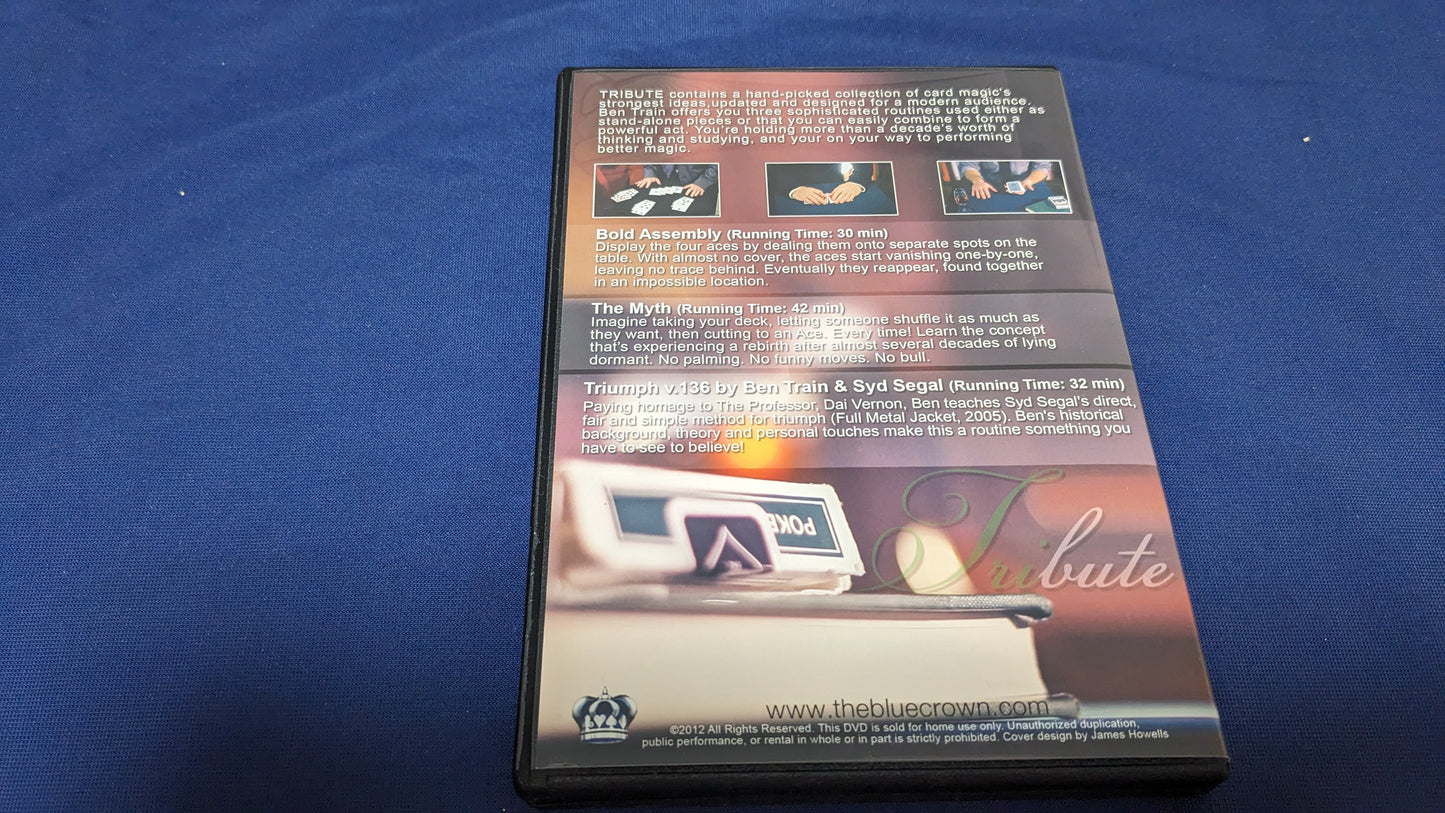 TRIBUTE contains a hand-picked collection of card magic's
strongest ideas,updated and designed for a modern audience.
Ben Train offers you three sophisticated routines used either as
stand-alone pieces or that you can easily combine to form a
powerful act. You're holding more than a decade's worth of
thinking and studying, and your on your way to performing
better magic.
Bold Assembly (Running Time: 30 min)
Display the four aces by dealing them onto separate spots on the
table. With almost no cover, the aces start vanishing one-by-one,
leaving no trace behind. Eventually they reappear, found together
in an impossible location.
The Myth (Running Time: 42 min)
Imagine taking your deck, letting someone shuffle it as much as
they want, then cutting to an Ace. Every time! Learn the concept
that's experiencing a rebirth after almost several decades of lying
dormant. No palming. No funny moves. No bull.
Triumph v.136 by Ben Train & Syd Segal (Running Time: 32 min)
Paying homage to The Professor, Dai Vernon, Ben teaches Syd Segal's direct,
fair and simple method for triumph (Full Metal Jacket, 2005). Ben's historical
background, theory and personal touches make this a routine something you
have to see to believe!
POKE
Tribute
www.thebluecrown.com
©2012 All Rights Reserved. This DVD is sold for home use only. Unauthorized duplication,
public performance, or rental in whole or in part is strictly prohibited. Cover design by James Howells